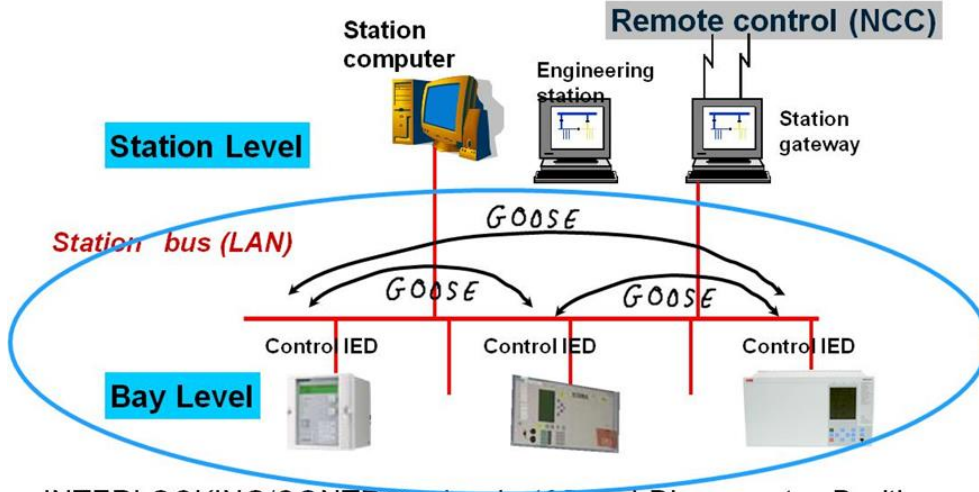 Remote control (NCC)
Station
computer
Engineering
station
Station
gateway
Station Level
GOOSE
Station bus (LAN)
GOOSE
GOOSE
Control IED
Control IED
Control IED
Bay Level